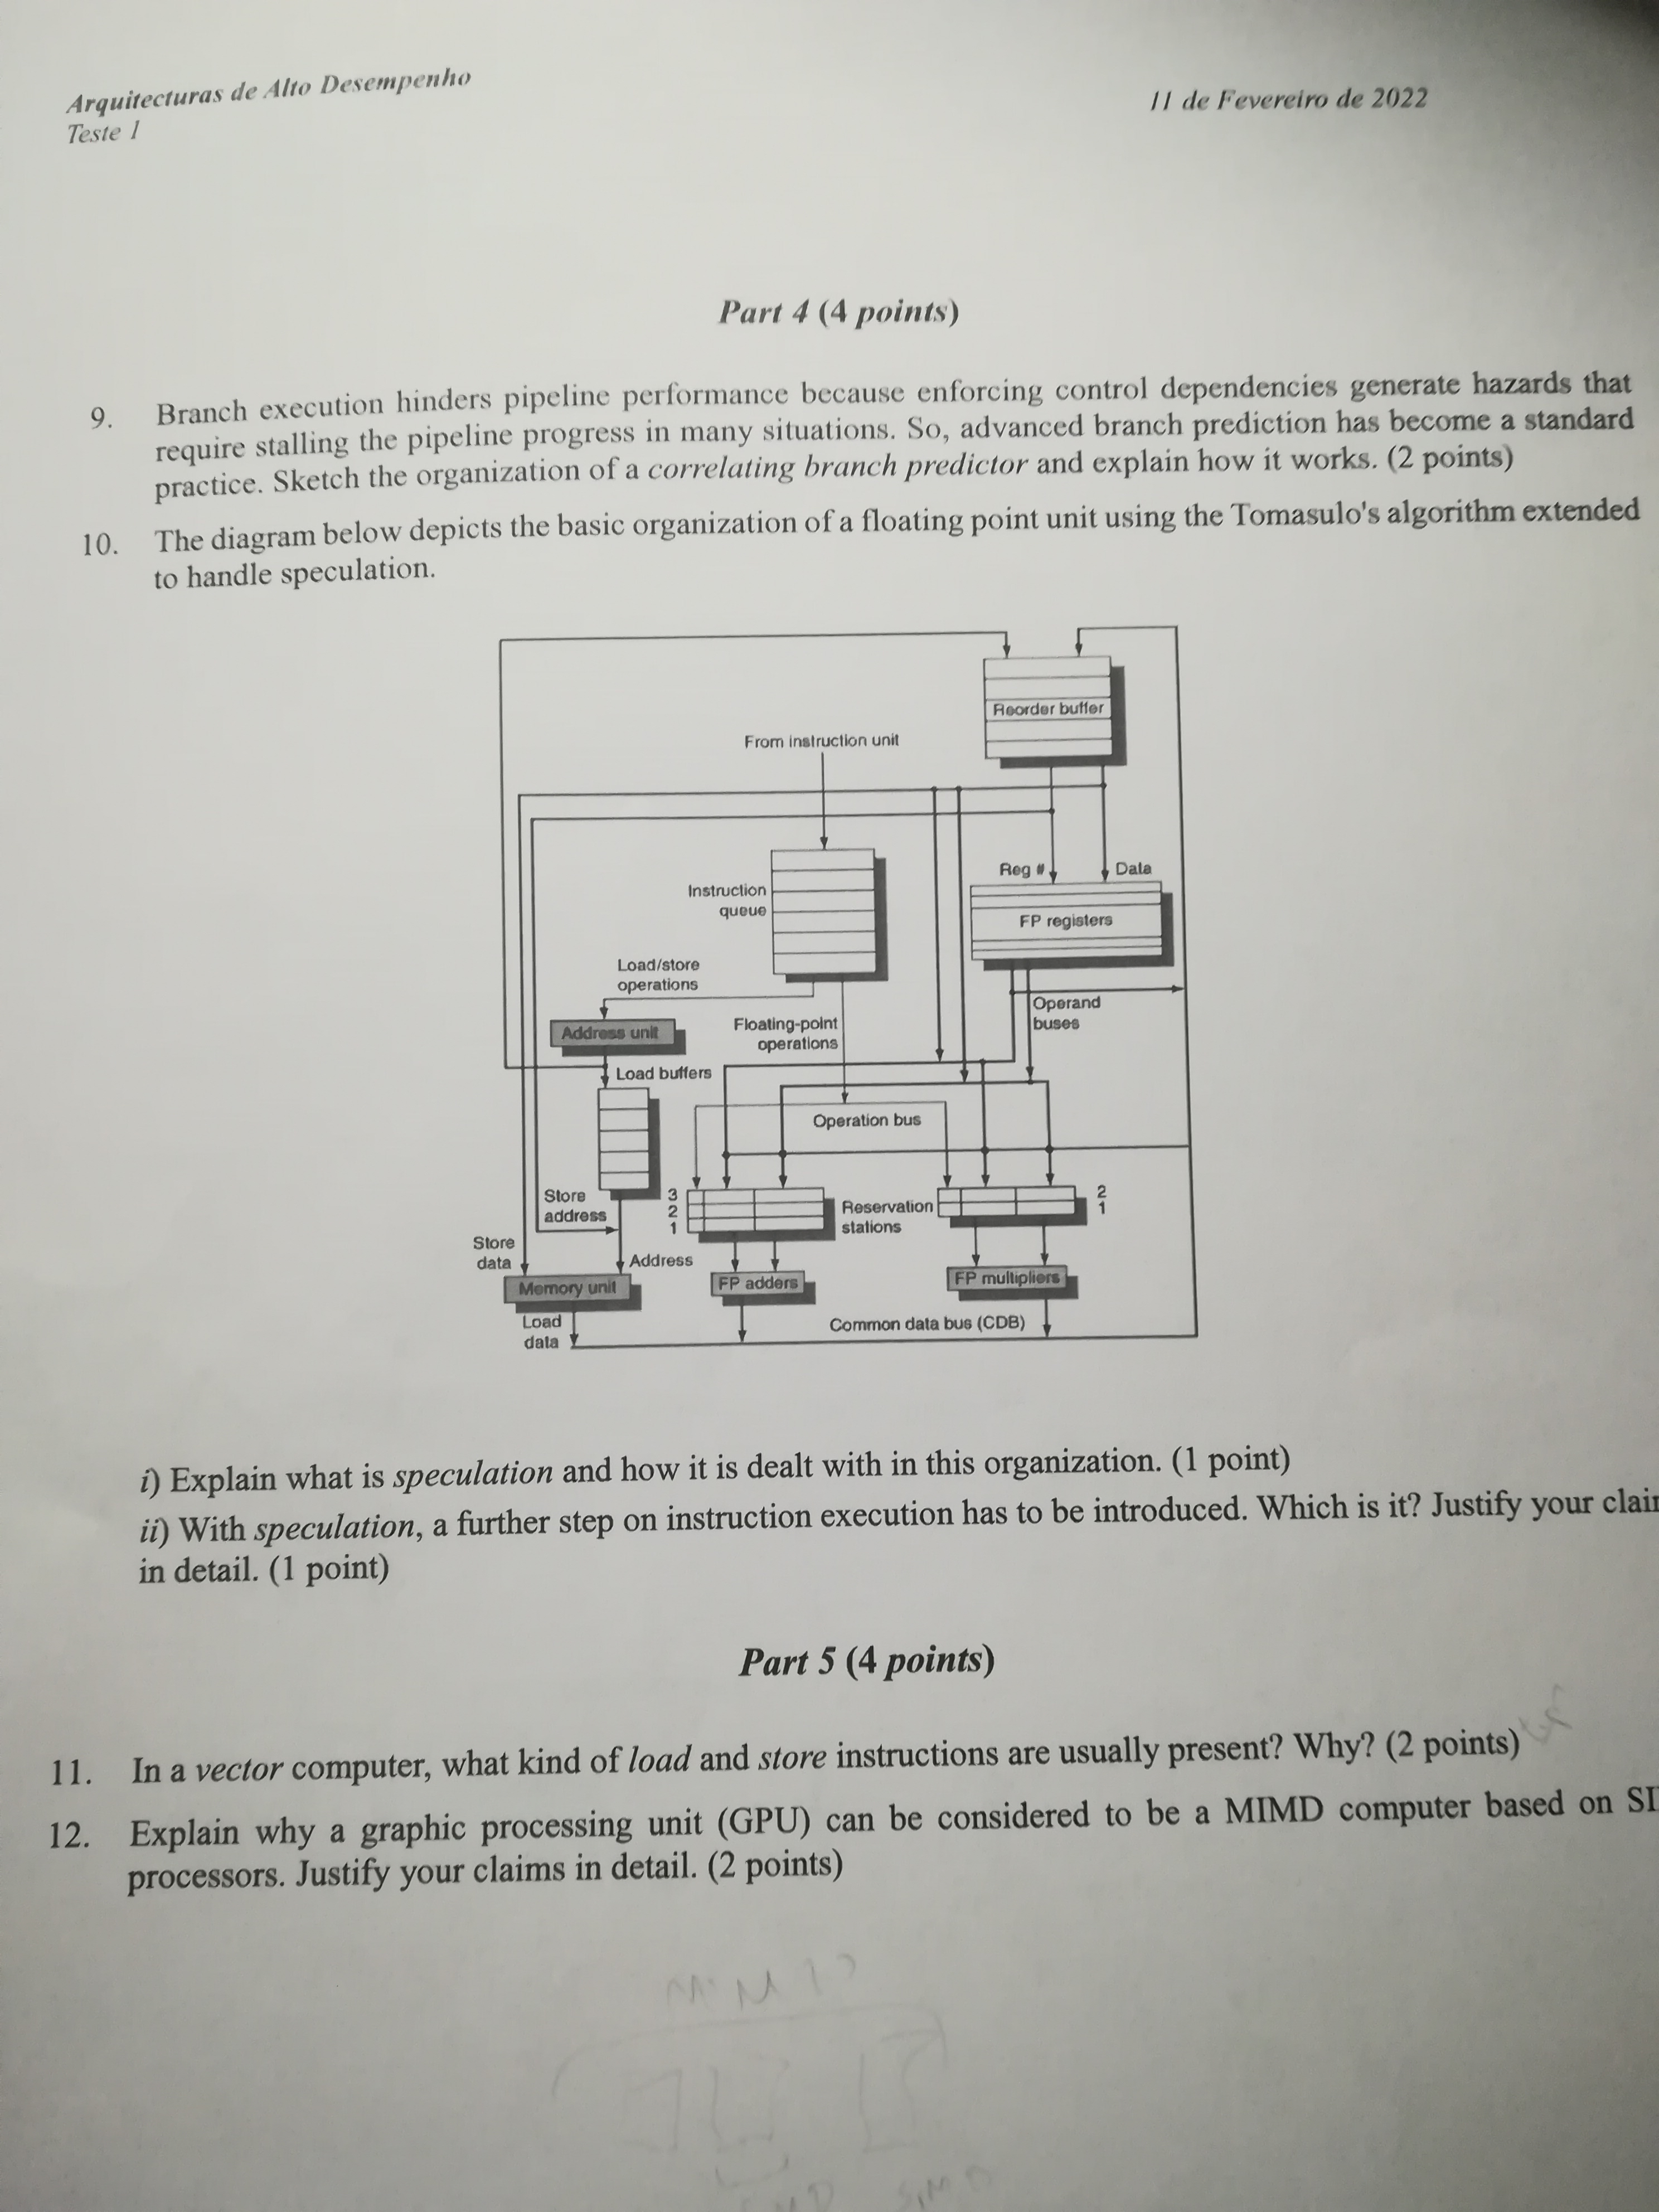 Arquitecturas de Alto Desempenho
11 de Fevereiro de 2022
Teste 1
Part 4 (4 points)
9. Branch execution hinders pipeline performance because enforcing control dependencies generate hazards that
require stalling the pipeline progress in many situations. So, advanced branch prediction has become a standard
practice. Sketch the organization of a correlating branch predictor and explain how it works. (2 points)
10. The diagram below depicts the basic organization of a floating point unit using the Tomasulo's algorithm extended
to handle speculation.
Reorder buffer
From instruction unit
Reg # Data
Instruction
queue
FP registers
Load/store
operations
Operand
buses
Address unit
Floating-point
operations
Load buffers
Operation bus
Store
address
3
2
1
Reservation
stations
2
1
Store
data
Address
Memory unit
FP adders
FP multipliers
Load
data
Common data bus (CDB)
i) Explain what is speculation and how it is dealt with in this organization. (1 point)
ii) With speculation, a further step on instruction execution has to be introduced. Which is it? Justify your clai
in detail. (1 point)
Part 5 (4 points)
11. In a vector computer, what kind of load and store instructions are usually present? Why? (2 points)
12. Explain why a graphic processing unit (GPU) can be considered to be a MIMD computer based on SI
processors. Justify your claims in detail. (2 points)